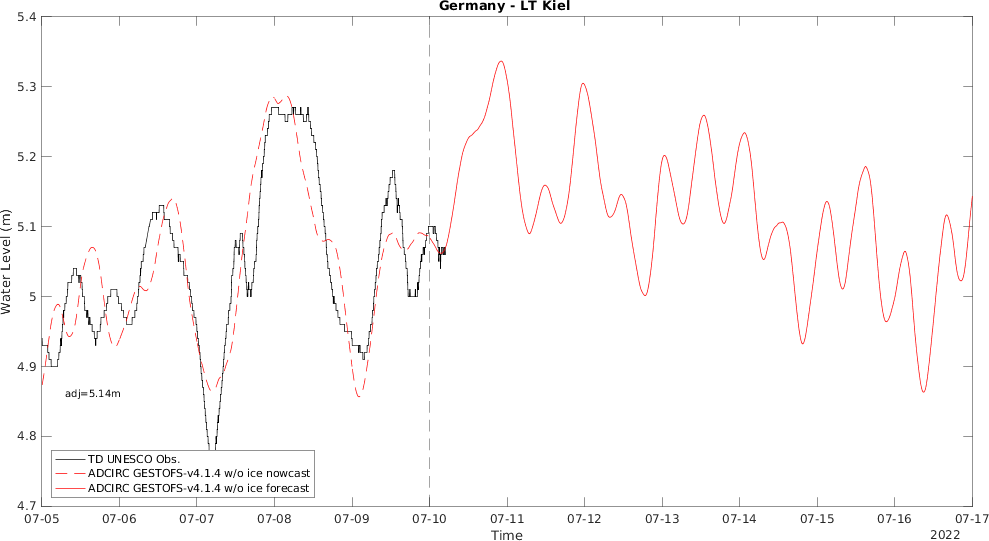 Germany - LT Kiel
5.4
5.3
5.2
5.1
5
4.9
4.8
4.7
Water Level (m)
adj=5.14m
TD UNESCO Obs.
ADCIRC GESTOFS-v4.1.4 w/o ice nowcast
ADCIRC GESTOFS-v4.1.4 w/o ice forecast
07-05 07-06 07-07 07-08 07-09 07-10 07-11 07-12 07-13 07-14 07-15 07-16 07-17
Time
2022